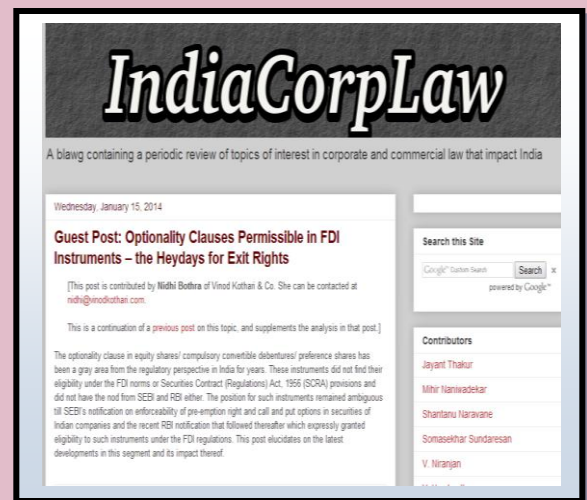 IndiaCorpLaw
A blawg containing a periodic review of topics of interest in corporate and commercial law that impact India
Wednesday, January 15, 2014
Guest Post: Optionality Clauses Permissible in FDI
Instruments – the Heydays for Exit Rights
[This post is contributed by Nidhi Bothra of Vinod Kothari & Co. She can be contacted at
nidhi@vinodkothari.com.
This is a continuation of a previous post on this topic, and supplements the analysis in that post.]
The optionality clause in equity shares/ compulsory convertible debentures/ preference shares has
been a gray area from the regulatory perspective in India for years. These instruments did not find their
eligibility under the FDI norms or Securities Contract (Regulations) Act, 1956 (SCRA) provisions and
did not have the nod from SEBI and RBI either. The position for such instruments remained ambiguous
till SEBI's notification on enforceability of pre-emption right and call and put options in securities of
Indian companies and the recent RBI notification that followed thereafter which expressly granted
eligibility to such instruments under the FDI regulations. This post elucidates on the latest
developments in this segment and its impact thereof.
Search this Site
Google™ Custom Search
Search x
powered by Google™
Contributors
Jayant Thakur
Mihir Naniwadekar
Shantanu Naravane
Somasekhar Sundaresan
V. Niranjan